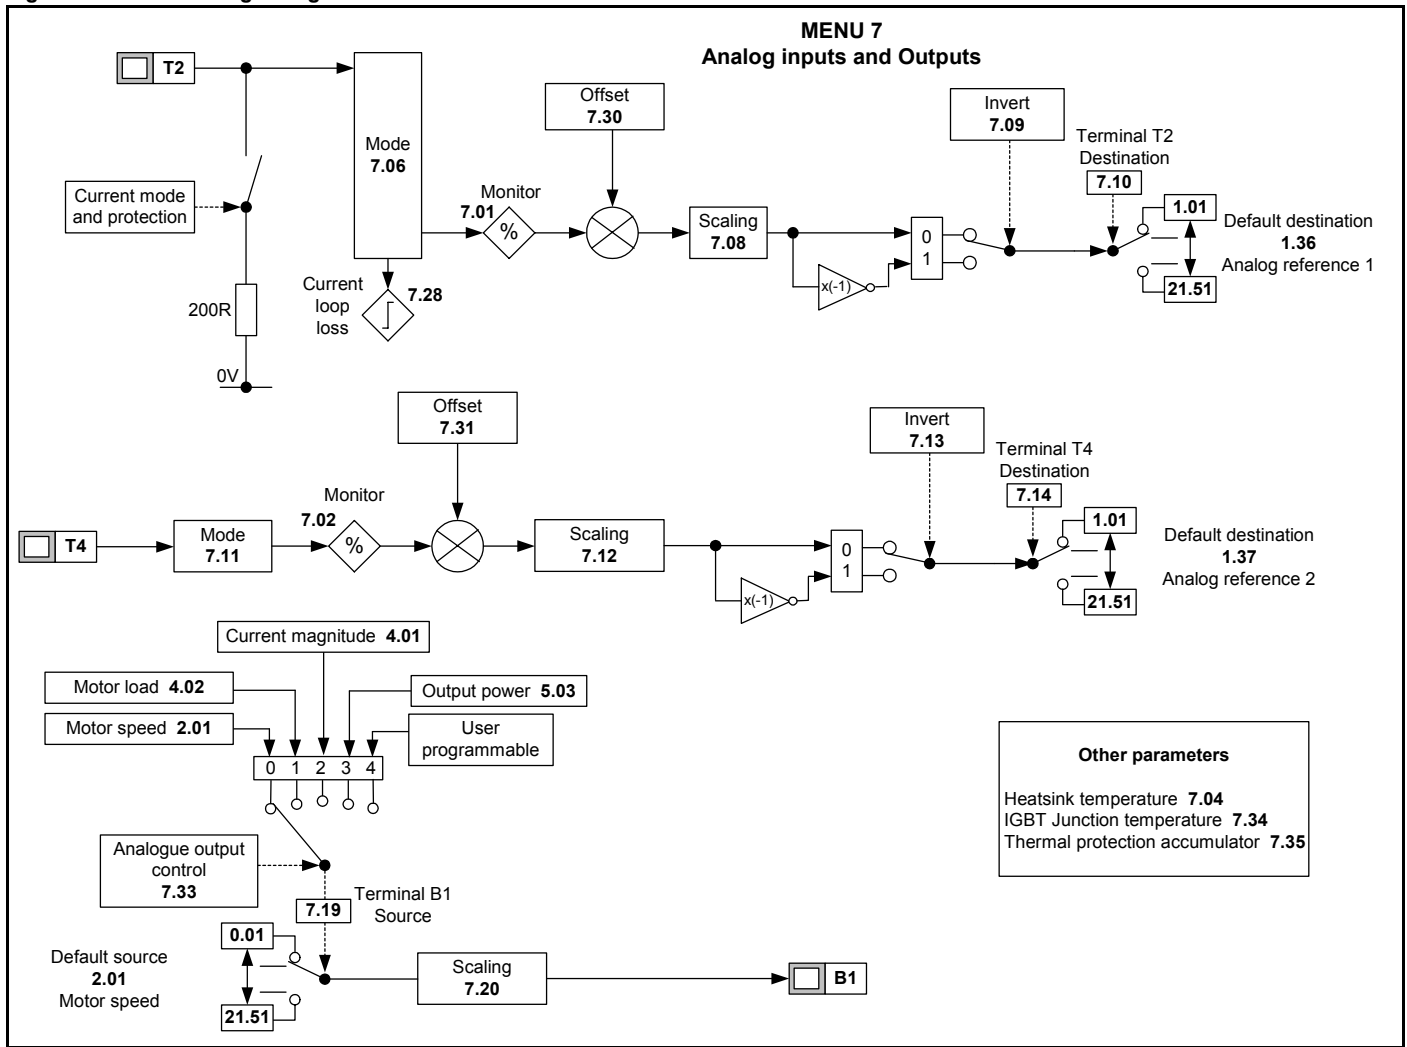 MENU 7
Analog inputs and Outputs
T2
Mode
7.06
Offset
7.30
Invert
7.09
Terminal T2
Destination
7.10
Current mode
and protection
Monitor
7.01
%
Scaling
7.08
0
1
x(-1)
1.01
21.51
Default destination
1.36
Analog reference 1
Current
loop
loss
7.28
200R
0V
Offset
7.31
Invert
7.13
Terminal T4
Destination
7.14
T4
Mode
7.11
Monitor
7.02
%
Scaling
7.12
0
1
x(-1)
1.01
21.51
Default destination
1.37
Analog reference 2
Current magnitude 4.01
Motor load 4.02
Output power 5.03
Motor speed 2.01
User
programmable
0 1 2 3 4
Other parameters
Heatsink temperature 7.04
IGBT Junction temperature 7.34
Thermal protection accumulator 7.35
Analogue output
control
7.33
7.19
Terminal B1
Source
0.01
21.51
Default source
2.01
Motor speed
Scaling
7.20
B1